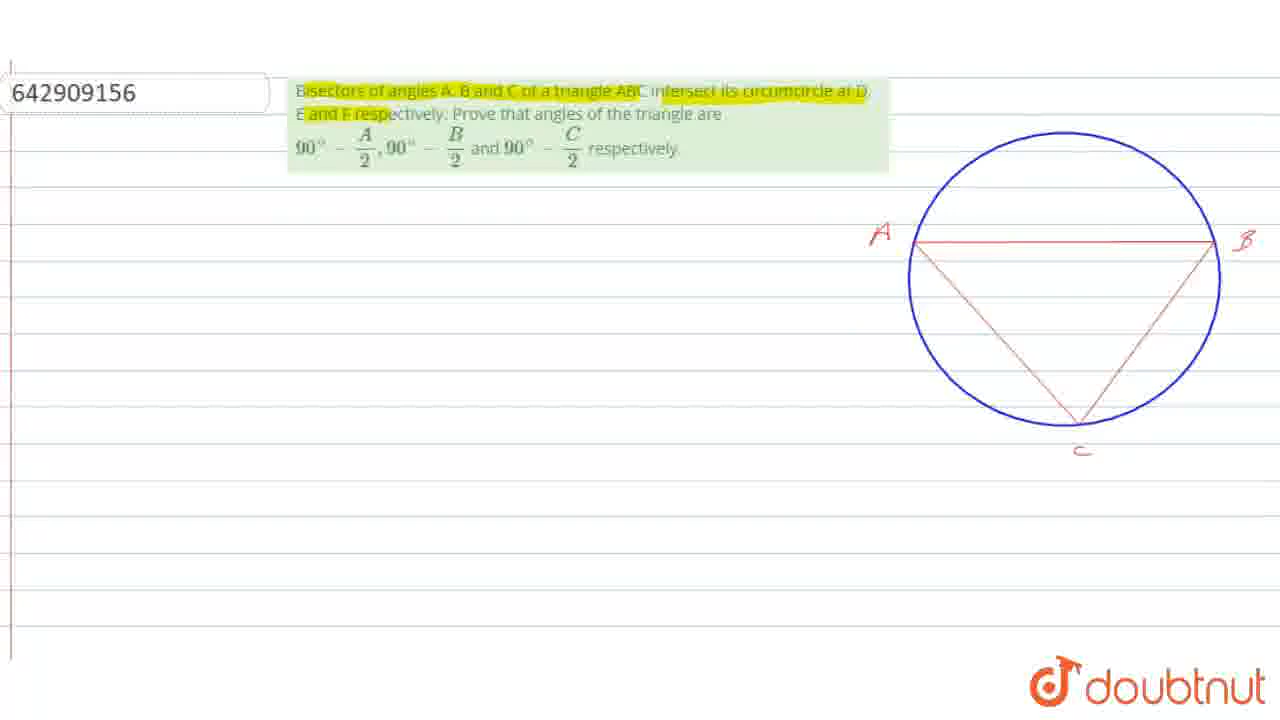 642909156
Bisectors of angles A, B and C of a triangle ABC intersect its circumcircle at D,
E and F respectively. Prove that angles of the triangle are
90° − A/2, 90° − B/2 and 90° − C/2 respectively.
A
B
C
doubtnut